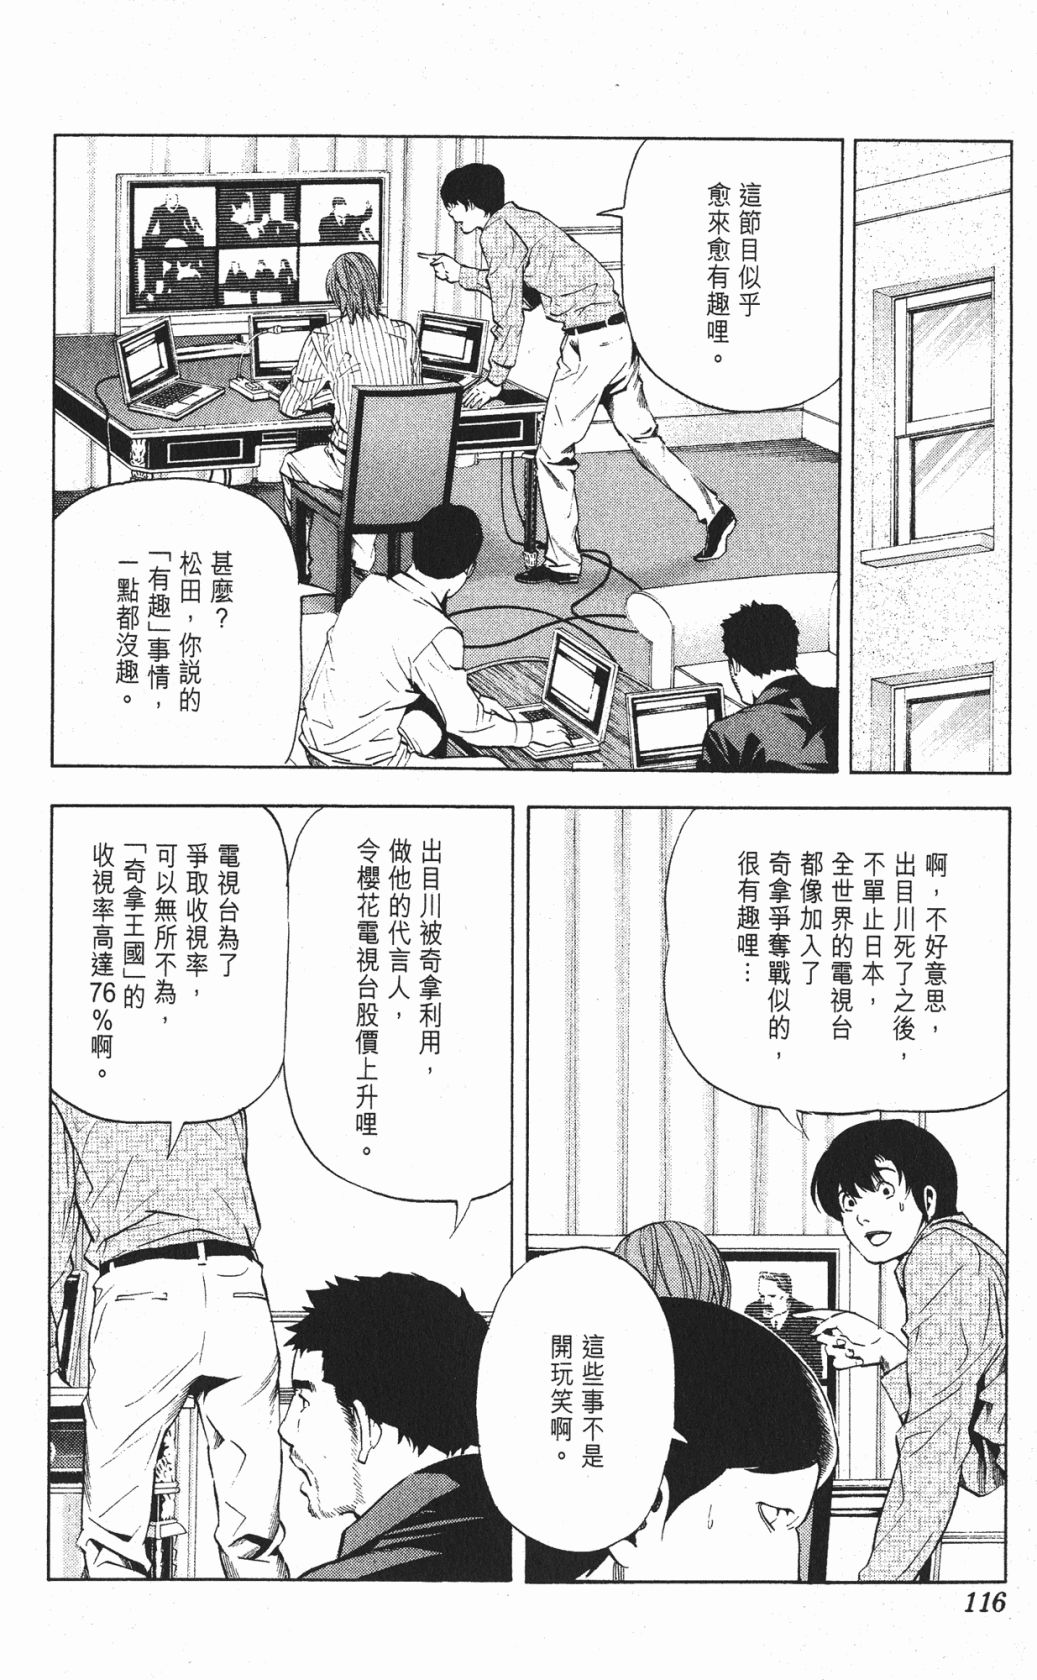 這節目似乎
愈來愈有趣哩。
甚麼？
松田，你說的
「有趣」事情，
一點都沒趣。
啊，不好意思，
出目川死了之後，
不單止日本，
全世界的電視台
都像加入了
奇拿爭奪戰似的，
很有趣哩…
這些事不是
開玩笑啊。
出目川被奇拿利用，
做他的代言人，
令櫻花電視台股價上升哩。
電視台為了
爭取收視率，
可以無所不為，
「奇拿王國」的
收視率高達76%啊。
116